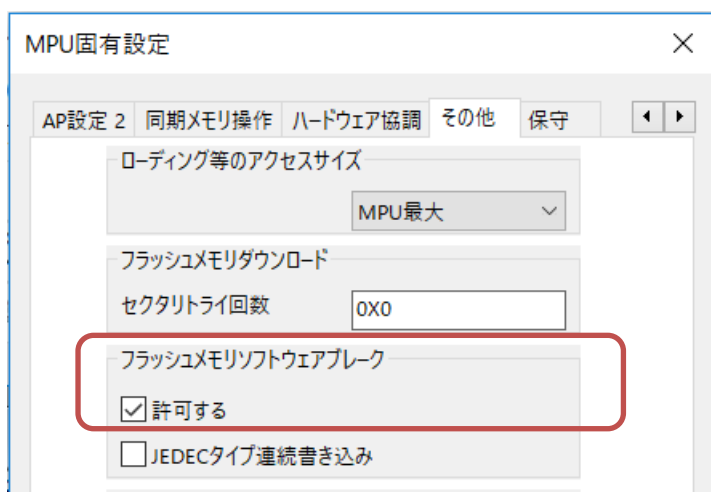 MPU固有設定
AP設定 2 同期メモリ操作 ハードウェア協調 その他 保守
ローディング等のアクセスサイズ
MPU最大
フラッシュメモリダウンロード
セクタリトライ回数 0X0
フラッシュメモリソフトウェアブレーク
許可する
JEDECタイプ連続書き込み